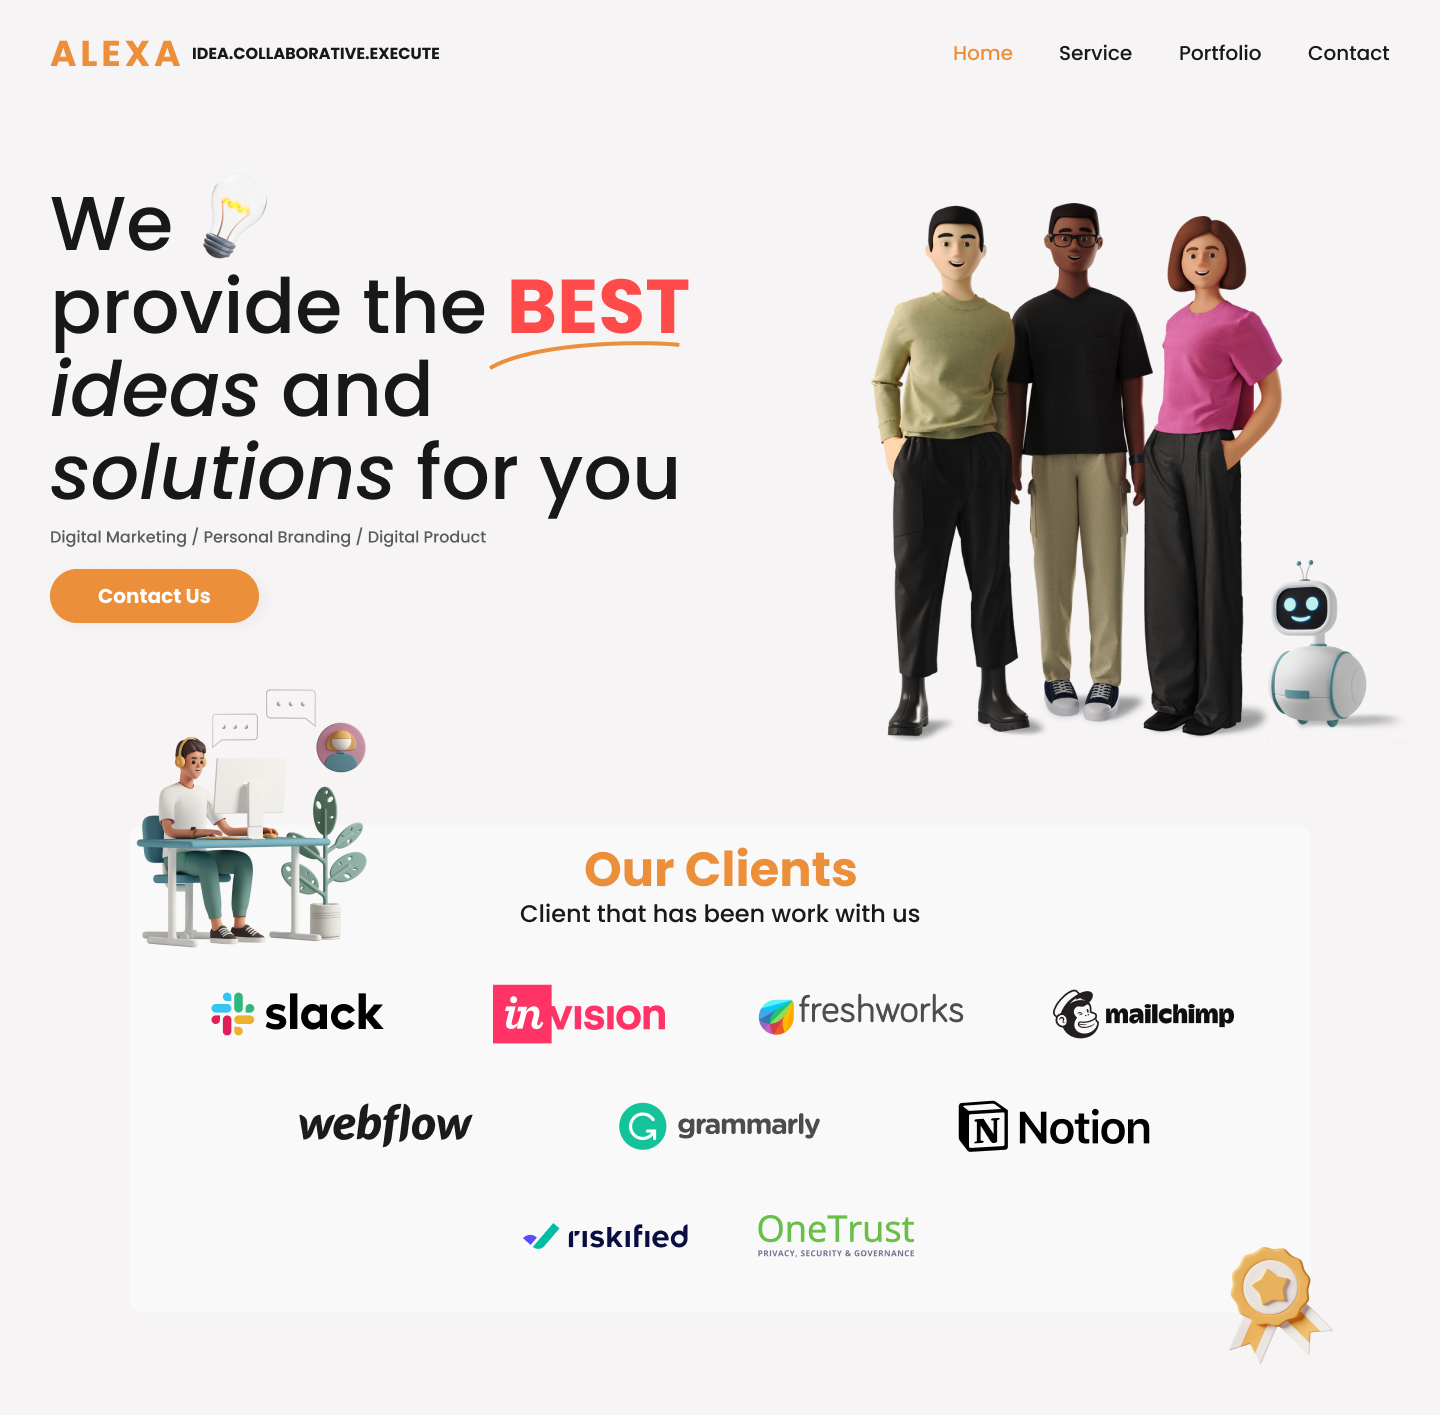 ALEXA IDEA.COLLABORATIVE.EXECUTE
Home Service Portfolio Contact
We
provide the BEST
ideas and
solutions for you
Digital Marketing / Personal Branding / Digital Product
Contact Us
Our Clients
Client that has been work with us
slack
invision
freshworks
mailchimp
webflow
grammarly
N Notion
riskified
OneTrust
PRIVACY, SECURITY & GOVERNANCE